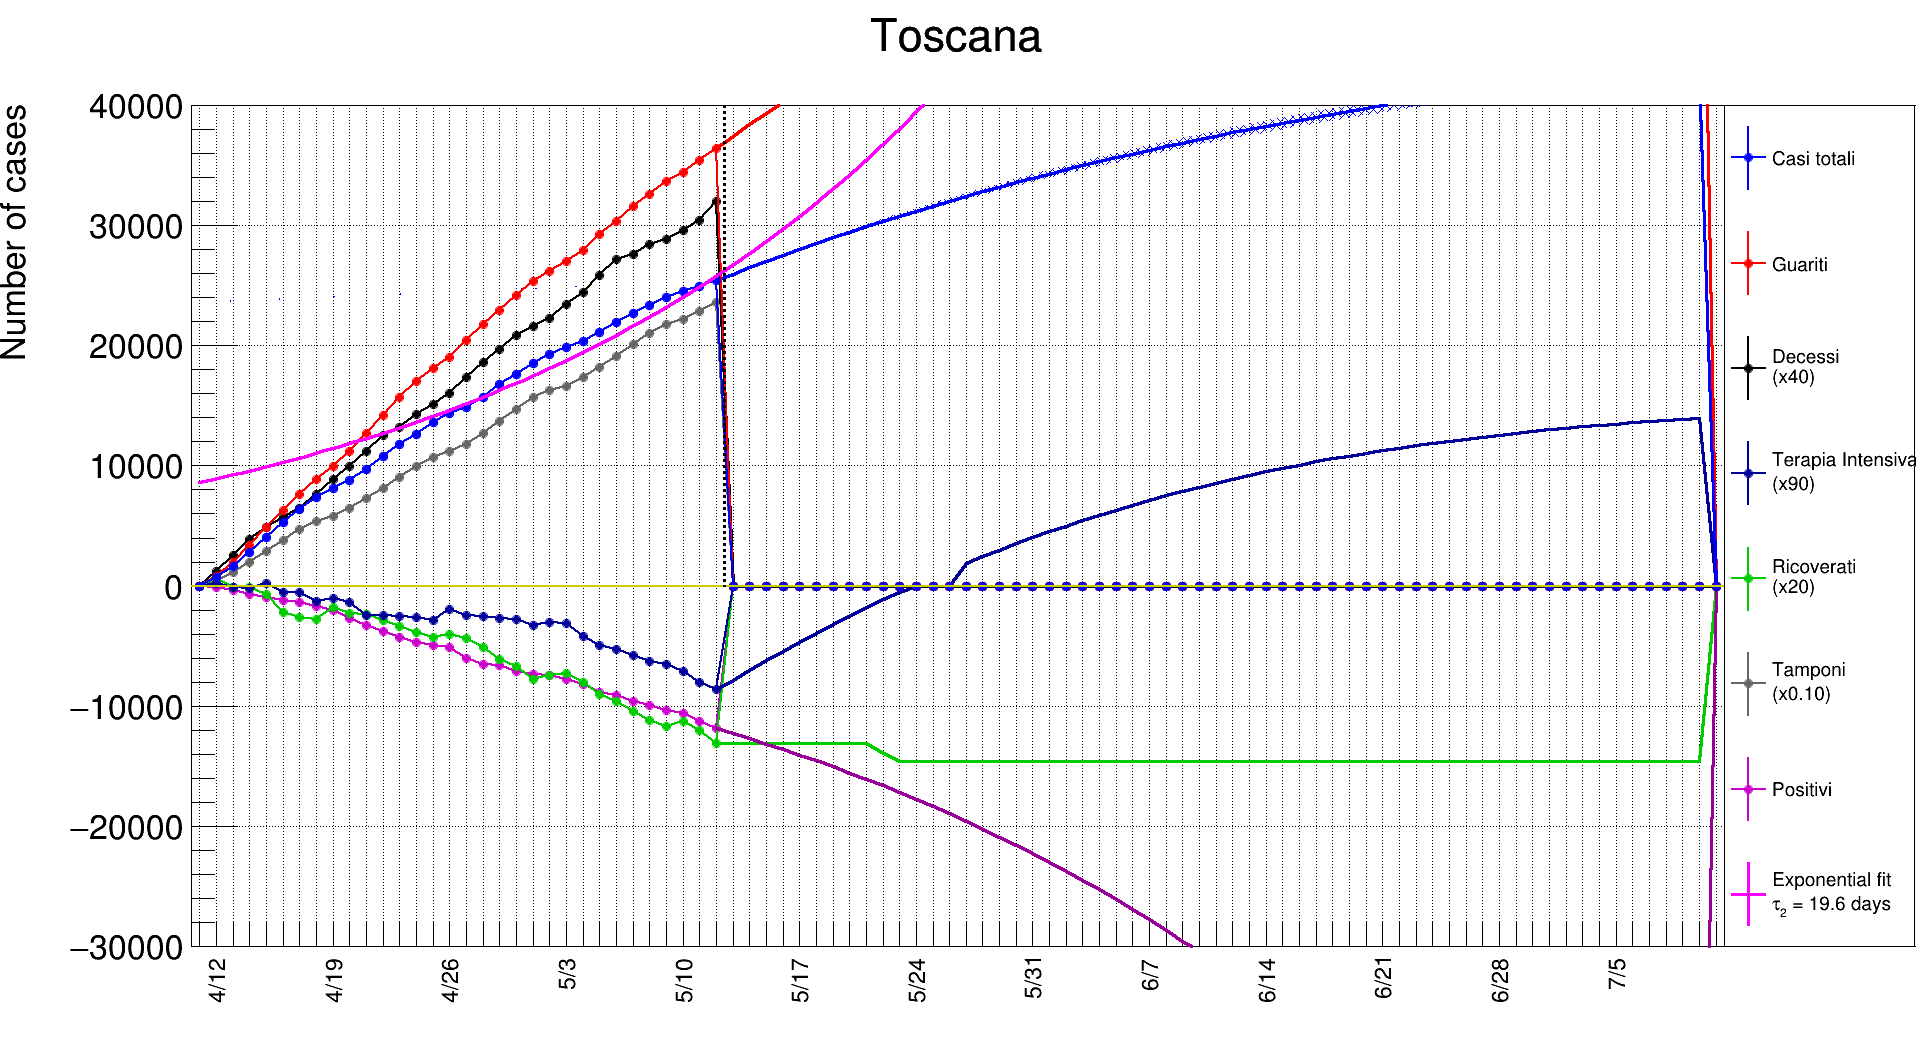 Toscana
Number of cases
40000
30000
20000
10000
0
−10000
−20000
−30000
4/12
4/19
4/26
5/3
5/10
5/17
5/24
5/31
6/7
6/14
6/21
6/28
7/5
Casi totali
Guariti
Decessi
(x40)
Terapia Intensiva
(x90)
Ricoverati
(x20)
Tamponi
(x0.10)
Positivi
Exponential fit
τ2 = 19.6 days